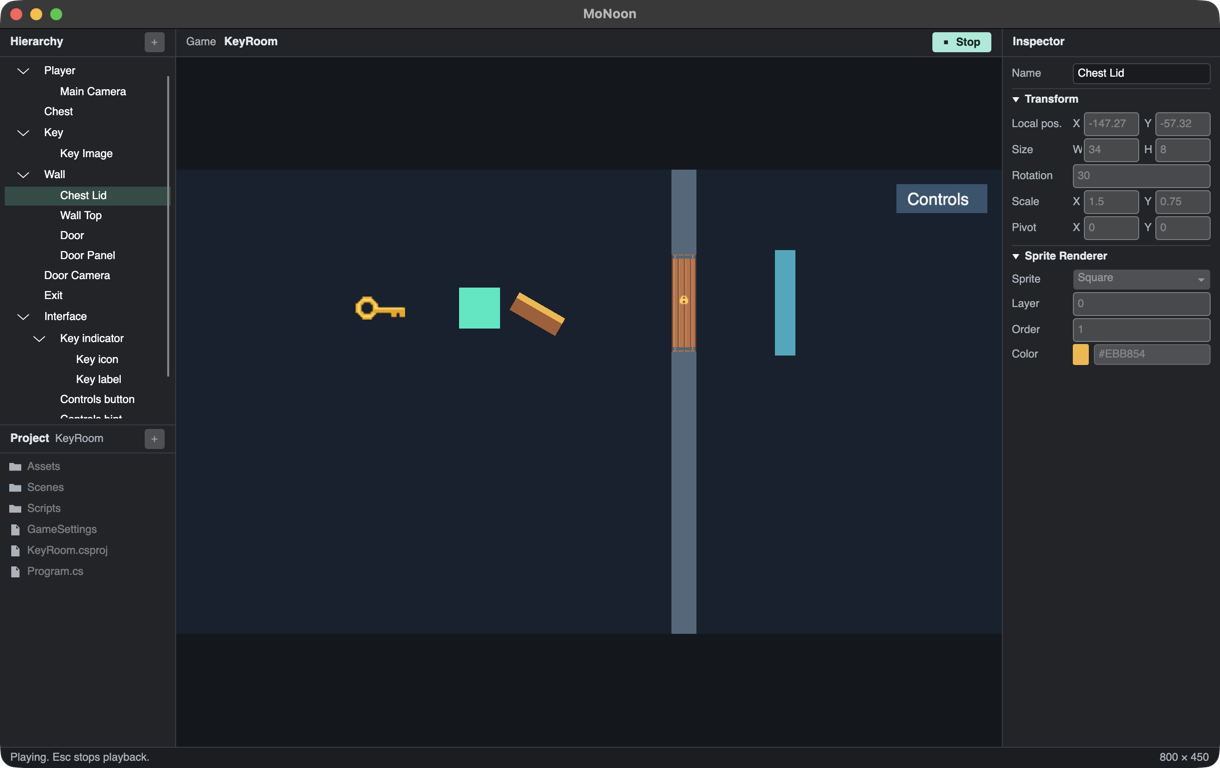 MoNoon
Hierarchy
+
Game KeyRoom
Stop
Inspector
Player
Main Camera
Chest
Key
Key Image
Wall
Chest Lid
Wall Top
Door
Door Panel
Door Camera
Exit
Interface
Key indicator
Key icon
Key label
Controls button
Controls hint
Project KeyRoom
+
Assets
Scenes
Scripts
GameSettings
KeyRoom.csproj
Program.cs
Controls
Name Chest Lid
Transform
Local pos. X -147.27 Y -57.32
Size W 34 H 8
Rotation 30
Scale X 1.5 Y 0.75
Pivot X 0 Y 0
Sprite Renderer
Sprite Square
Layer 0
Order 1
Color #EBB854
Playing. Esc stops playback.
800 × 450